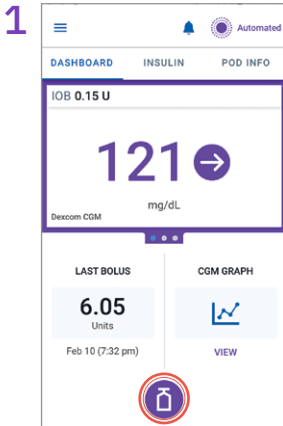 1
Automated
DASHBOARD INSULIN POD INFO
IOB 0.15 U
121
mg/dL
Dexcom CGM
LAST BOLUS
6.05
Units
Feb 10 (7:32 pm)
CGM GRAPH
VIEW